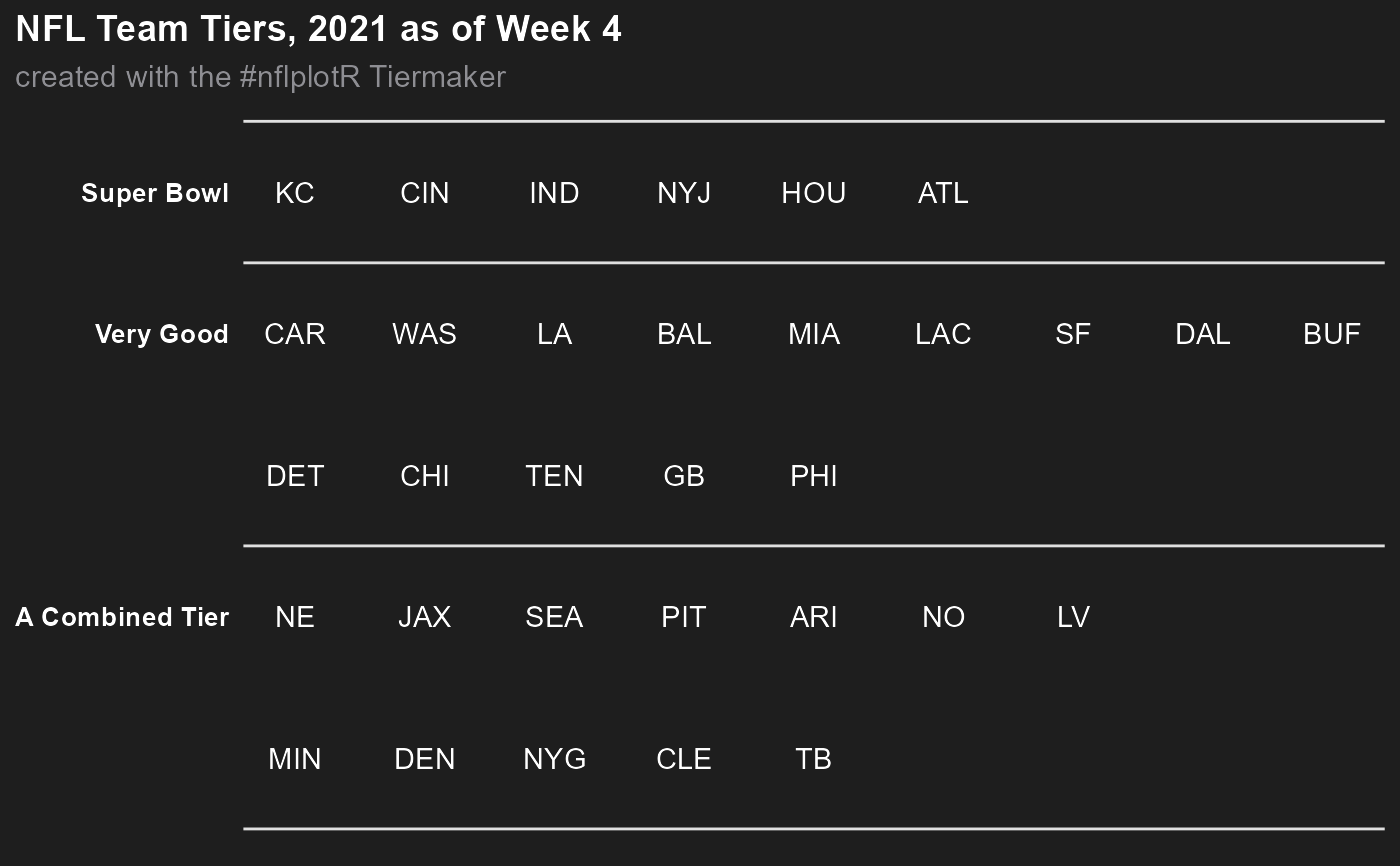 NFL Team Tiers, 2021 as of Week 4
created with the #nflplotR Tiermaker
Super Bowl KC CIN IND NYJ HOU ATL
Very Good CAR WAS LA BAL MIA LAC SF DAL BUF
DET CHI TEN GB PHI
A Combined Tier NE JAX SEA PIT ARI NO LV
MIN DEN NYG CLE TB